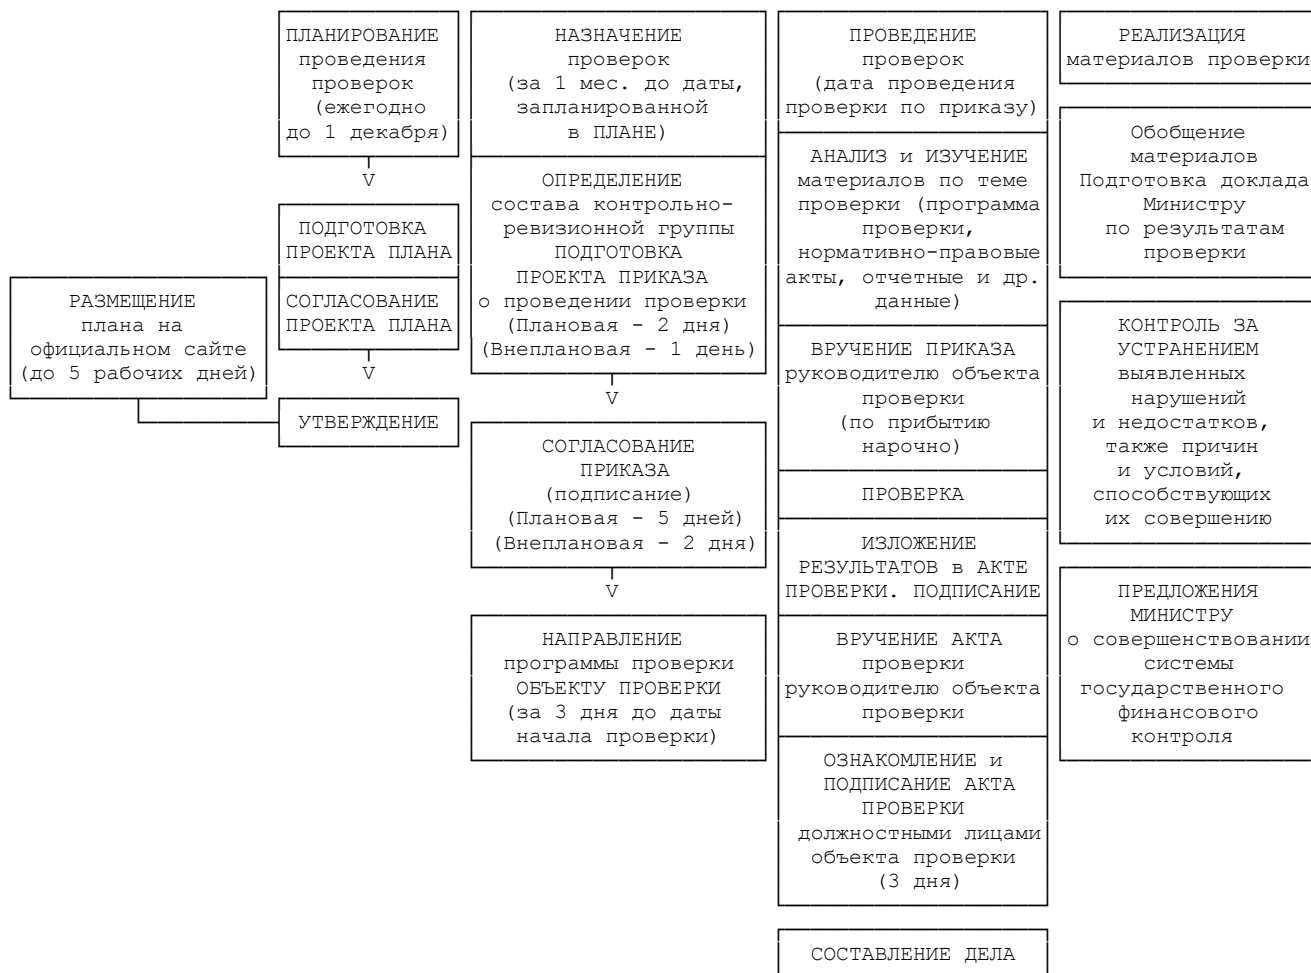 ПЛАНИРОВАНИЕ
проведения
проверок
(ежегодно
до 1 декабря)
V
ПОДГОТОВКА
ПРОЕКТА ПЛАНА
СОГЛАСОВАНИЕ
ПРОЕКТА ПЛАНА
V
УТВЕРЖДЕНИЕ
РАЗМЕЩЕНИЕ
плана на
официальном сайте
(до 5 рабочих дней)
НАЗНАЧЕНИЕ
проверок
(за 1 мес. до даты,
запланированной
в ПЛАНЕ)
ОПРЕДЕЛЕНИЕ
состава контрольно-
ревизионной группы
ПОДГОТОВКА
ПРОЕКТА ПРИКАЗА
о проведении проверки
(Плановая - 2 дня)
(Внеплановая - 1 день)
V
СОГЛАСОВАНИЕ
ПРИКАЗА
(подписание)
(Плановая - 5 дней)
(Внеплановая - 2 дня)
V
НАПРАВЛЕНИЕ
программы проверки
ОБЪЕКТУ ПРОВЕРКИ
(за 3 дня до даты
начала проверки)
ПРОВЕДЕНИЕ
проверок
(дата проведения
проверки по приказу)
АНАЛИЗ и ИЗУЧЕНИЕ
материалов по теме
проверки (программа
проверки,
нормативно-правовые
акты, отчетные и др.
данные)
ВРУЧЕНИЕ ПРИКАЗА
руководителю объекта
проверки
(по прибытию
нарочно)
ПРОВЕРКА
ИЗЛОЖЕНИЕ
РЕЗУЛЬТАТОВ в АКТЕ
ПРОВЕРКИ. ПОДПИСАНИЕ
ВРУЧЕНИЕ АКТА
проверки
руководителю объекта
проверки
ОЗНАКОМЛЕНИЕ и
ПОДПИСАНИЕ АКТА
ПРОВЕРКИ
должностными лицами
объекта проверки
(3 дня)
СОСТАВЛЕНИЕ ДЕЛА
РЕАЛИЗАЦИЯ
материалов проверки
Обобщение
материалов
Подготовка доклада
Министру
по результатам
проверки
КОНТРОЛЬ ЗА
УСТРАНЕНИЕМ
выявленных
нарушений
и недостатков,
также причин
и условий,
способствующих
их совершению
ПРЕДЛОЖЕНИЯ
МИНИСТРУ
о совершенствовании
системы
государственного
финансового
контроля